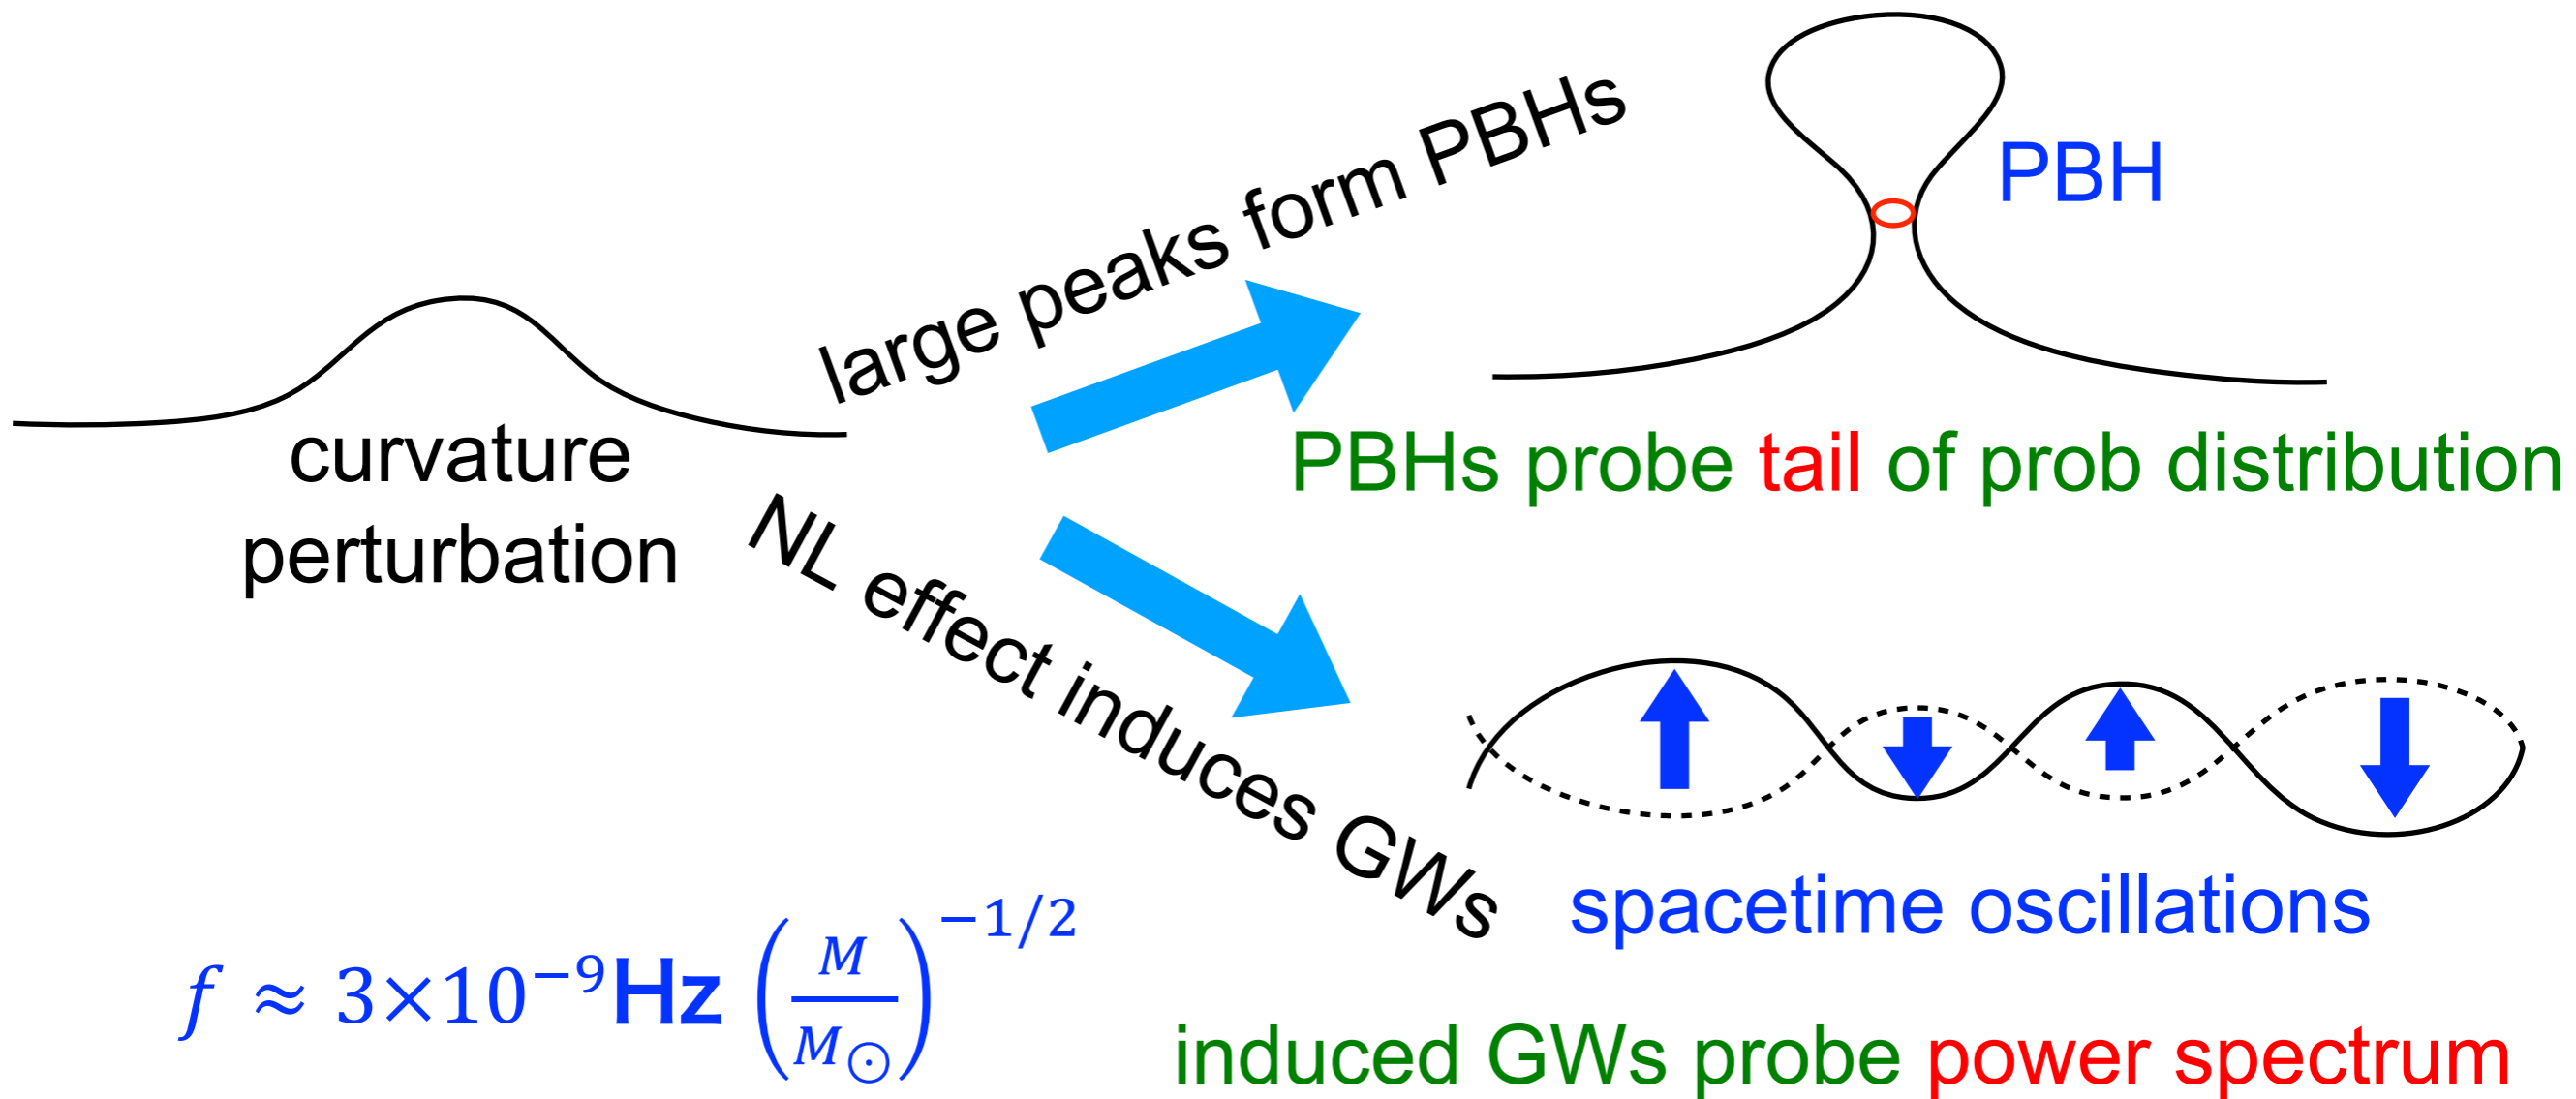 large peaks form PBHs
PBH
curvature
perturbation
PBHs probe tail of prob distribution
NL effect induces GWs
spacetime oscillations
f ≈ 3×10⁻⁹Hz (M/M☉)^−1/2
induced GWs probe power spectrum